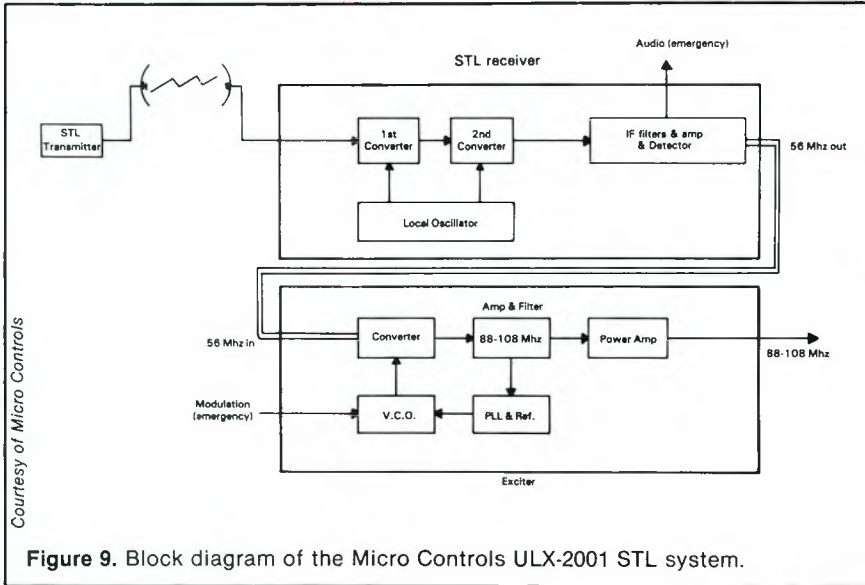 Audio (emergency)
STL receiver
STL
Transmitter
1st
Converter
2nd
Converter
IF filters & amp
& Detector
56 Mhz out
Local Oscillator
Amp & Filter
56 Mhz in
Converter
88-108 Mhz
Power Amp
88-108 Mhz
Modulation
(emergency)
V.C.O.
PLL & Ref.
Exciter
Courtesy of Micro Controls
Figure 9. Block diagram of the Micro Controls ULX-2001 STL system.